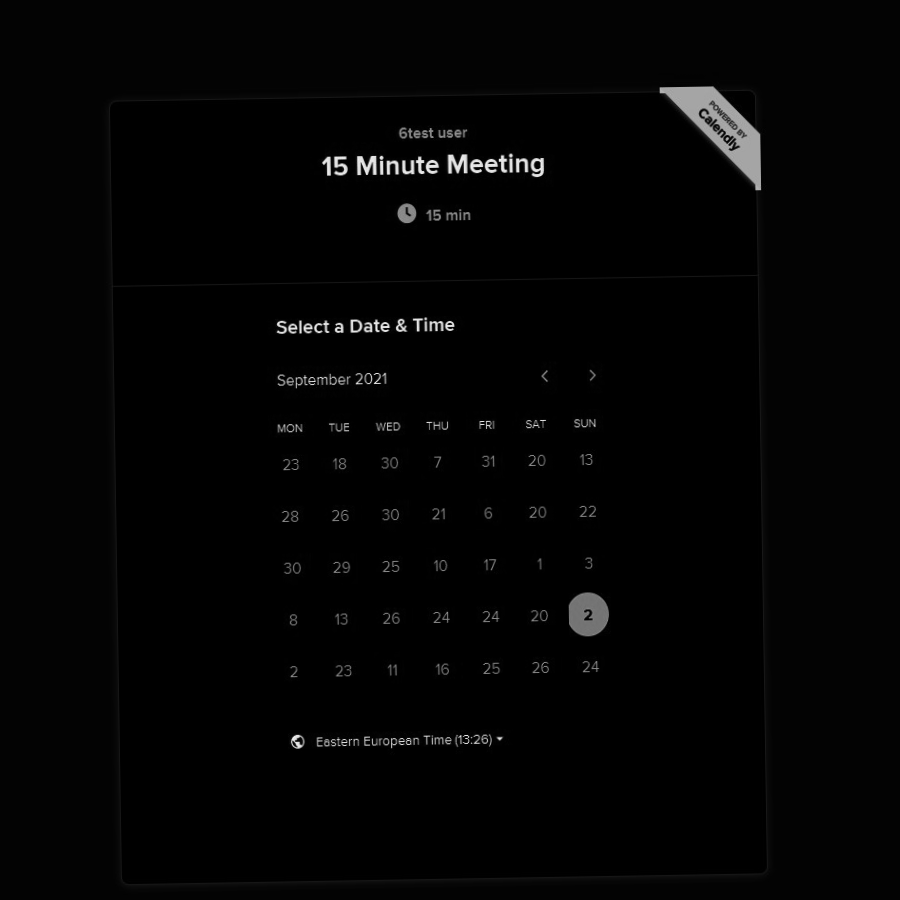 POWERED BY
Calendly
6test user
15 Minute Meeting
15 min
Select a Date & Time
September 2021
MON TUE WED THU FRI SAT SUN
23 18 30 7 31 20 13
28 26 30 21 6 20 22
30 29 25 10 17 1 3
8 13 26 24 24 20 2
2 23 11 16 25 26 24
Eastern European Time (13:26)